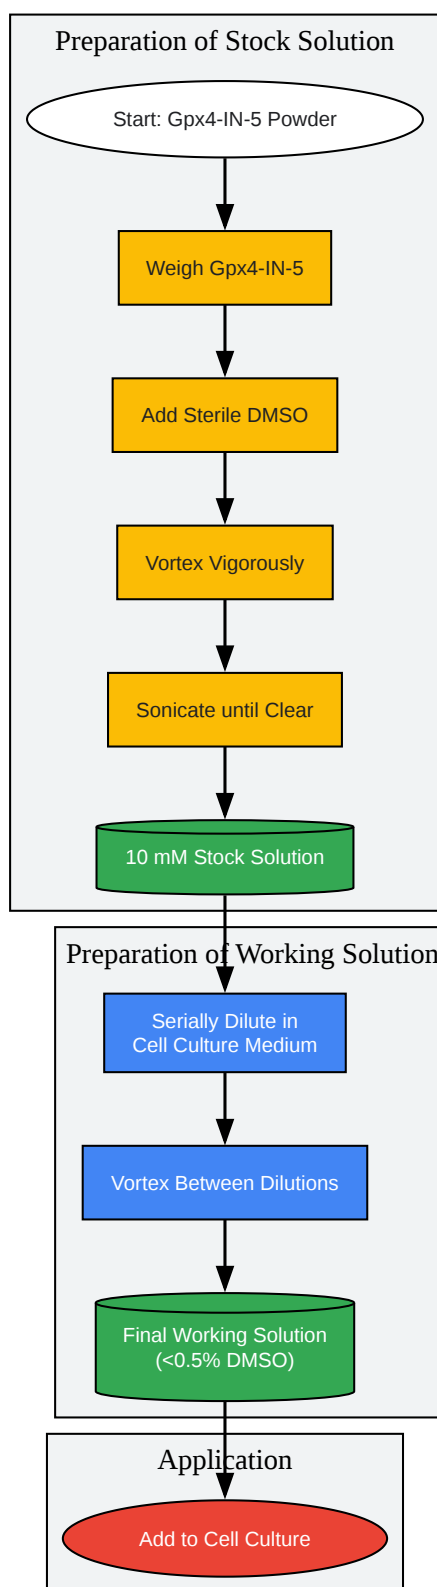 Preparation of Stock Solution
Start: Gpx4-IN-5 Powder
Weigh Gpx4-IN-5
Add Sterile DMSO
Vortex Vigorously
Sonicate until Clear
10 mM Stock Solution
Preparation of Working Solution
Serially Dilute in
Cell Culture Medium
Vortex Between Dilutions
Final Working Solution
(<0.5% DMSO)
Application
Add to Cell Culture